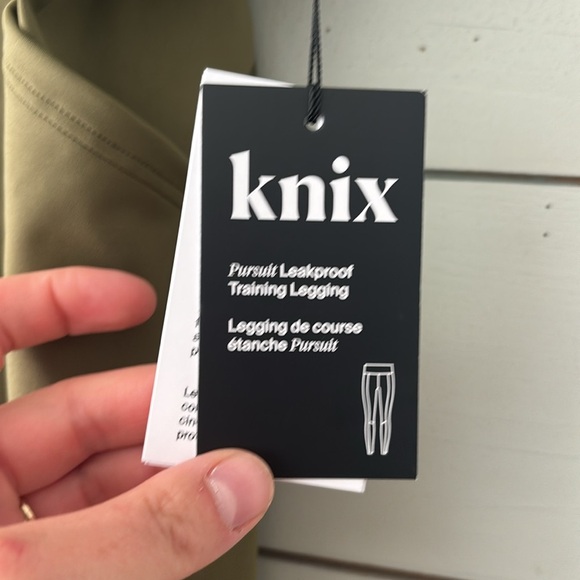 knix
Pursuit Leakproof
Training Legging
Legging de course
étanche Pursuit